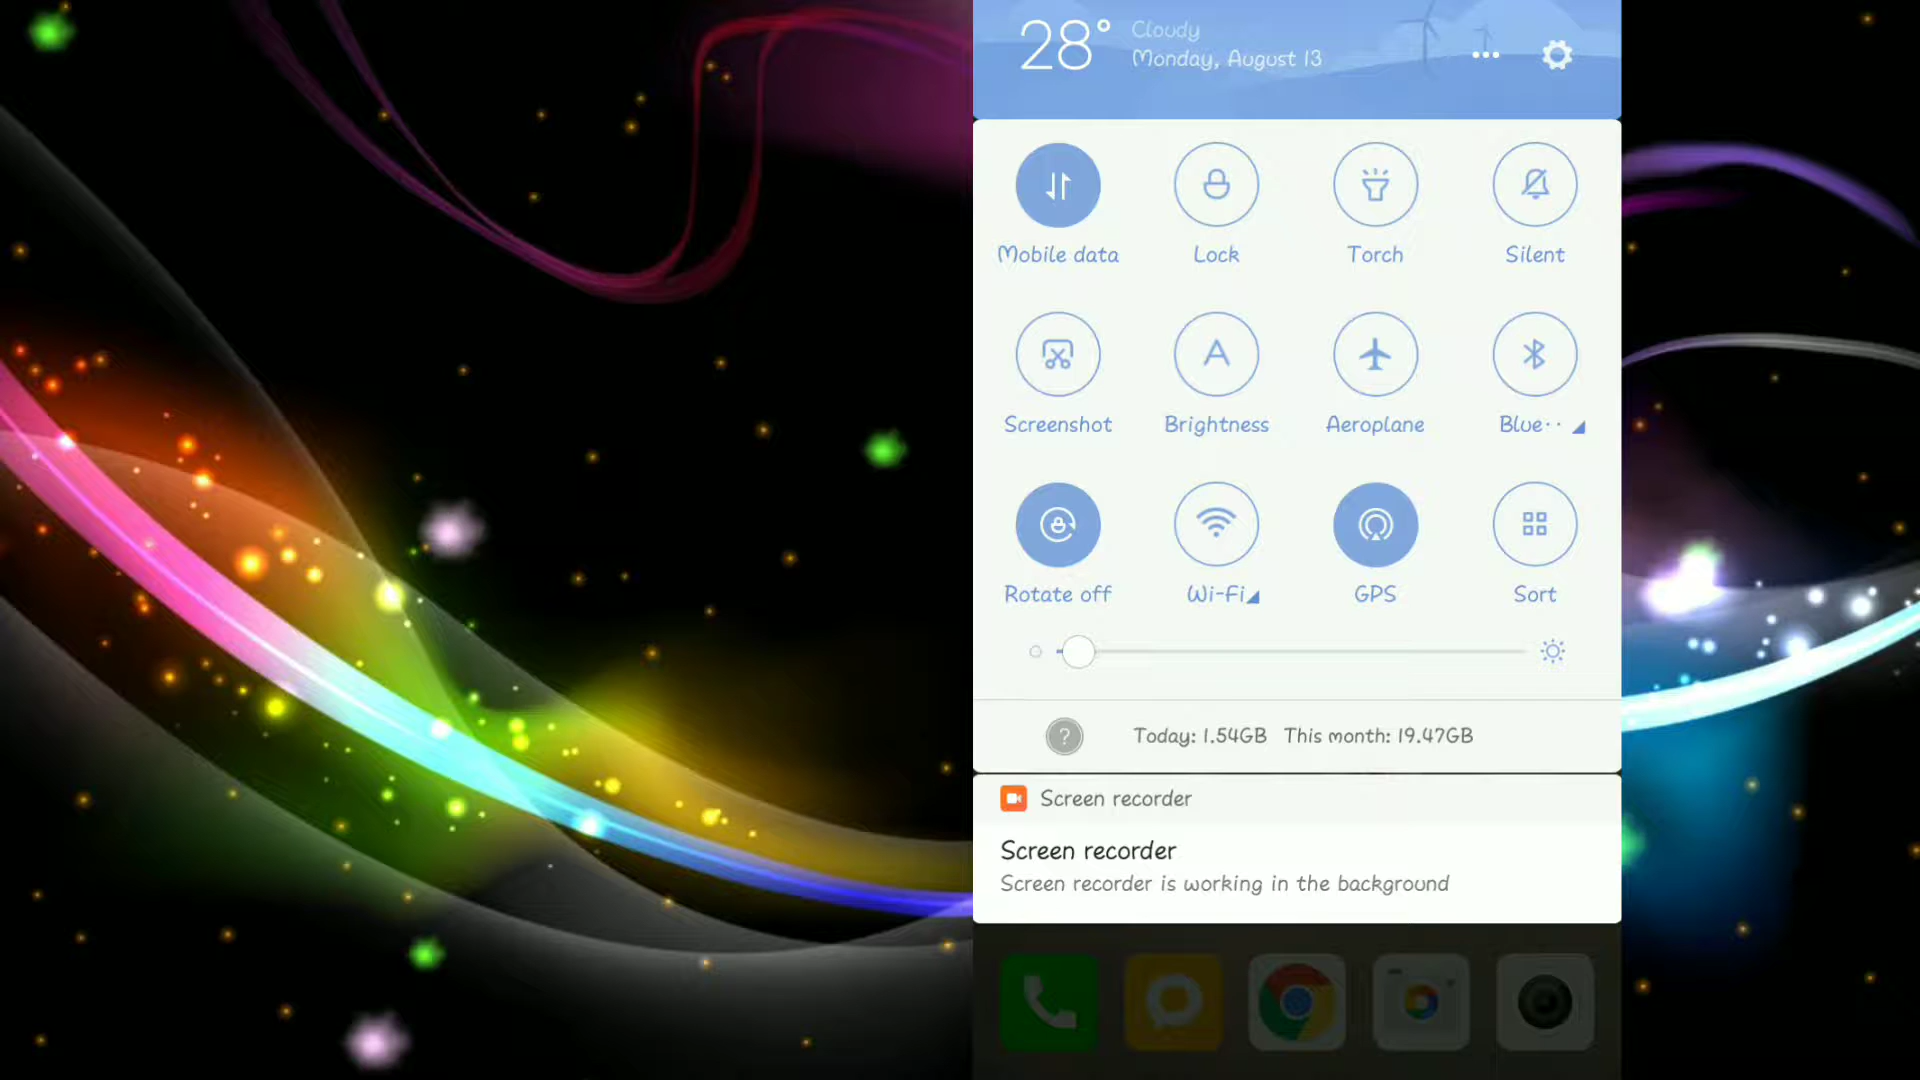 28° Cloudy
Monday, August 13
Mobile data Lock Torch Silent
Screenshot Brightness Aeroplane Blue··
Rotate off Wi-Fi GPS Sort
? Today: 1.54GB This month: 19.47GB
Screen recorder
Screen recorder
Screen recorder is working in the background